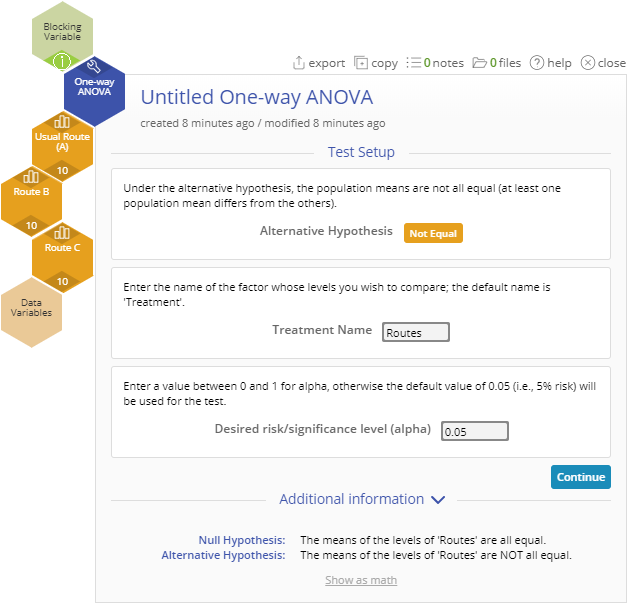 Blocking
Variable
One-way
ANOVA
Usual Route
(A)
10
Route B
10
Route C
10
Data
Variables
export copy 0 notes 0 files help close
Untitled One-way ANOVA
created 8 minutes ago / modified 8 minutes ago
Test Setup
Under the alternative hypothesis, the population means are not all equal (at least one
population mean differs from the others).
Alternative Hypothesis Not Equal
Enter the name of the factor whose levels you wish to compare; the default name is
'Treatment'.
Treatment Name Routes
Enter a value between 0 and 1 for alpha, otherwise the default value of 0.05 (i.e., 5% risk) will
be used for the test.
Desired risk/significance level (alpha) 0.05
Continue
Additional information
Null Hypothesis: The means of the levels of 'Routes' are all equal.
Alternative Hypothesis: The means of the levels of 'Routes' are NOT all equal.
Show as math